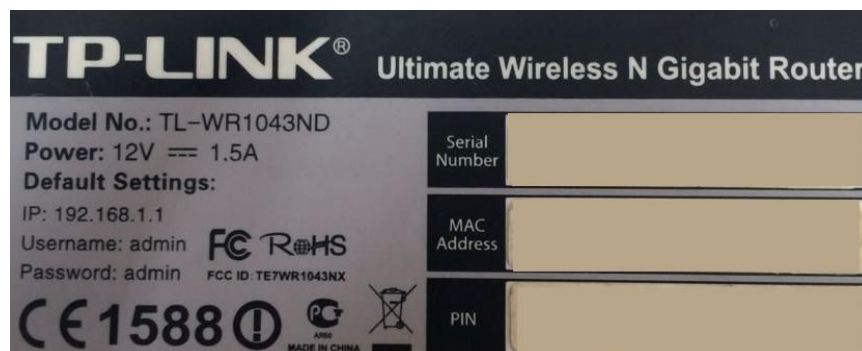 TP-LINK®
Ultimate Wireless N Gigabit Router
Model No.: TL-WR1043ND
Power: 12V ⎓ 1.5A
Default Settings:
IP: 192.168.1.1
Username: admin
Password: admin
FC RoHS
FCC ID: TE7WR1043NX
CE1588
PG
AR50
MADE IN CHINA
Serial
Number
MAC
Address
PIN